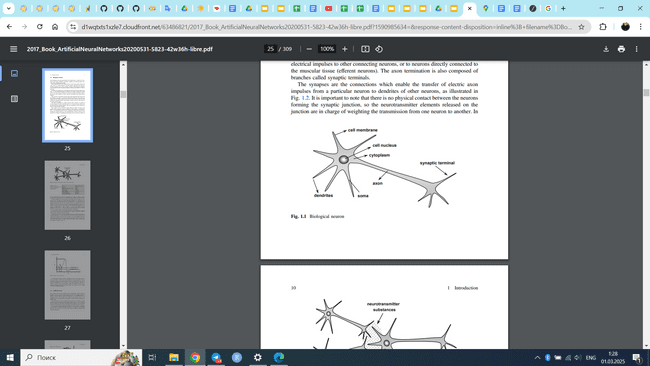 d1wqtxts1xzle7.cloudfront.net/63486821/2017_Book_ArtificialNeuralNetworks20200531-5823-42w36h-libre.pdf?1590985634=&response-content-disposition=inline%3B+filename%3DBo...
2017_Book_ArtificialNeuralNetworks20200531-5823-42w36h-libre.pdf
25 / 309
100%
electrical impulses to other connecting neurons, or to neurons directly connected to
the muscular tissue (efferent neurons). The axon termination is also composed of
branches called synaptic terminals.
The synapses are the connections which enable the transfer of electric axon
impulses from a particular neuron to dendrites of other neurons, as illustrated in
Fig. 1.2. It is important to note that there is no physical contact between the neurons
forming the synaptic junction, so the neurotransmitter elements released on the
junction are in charge of weighting the transmission from one neuron to another. In
cell membrane
cell nucleus
cytoplasm
synaptic terminal
axon
dendrites
soma
Fig. 1.1 Biological neuron
10
1 Introduction
neurotransmitter
substances
25
26
27
Поиск
ENG
1:28
01.03.2025